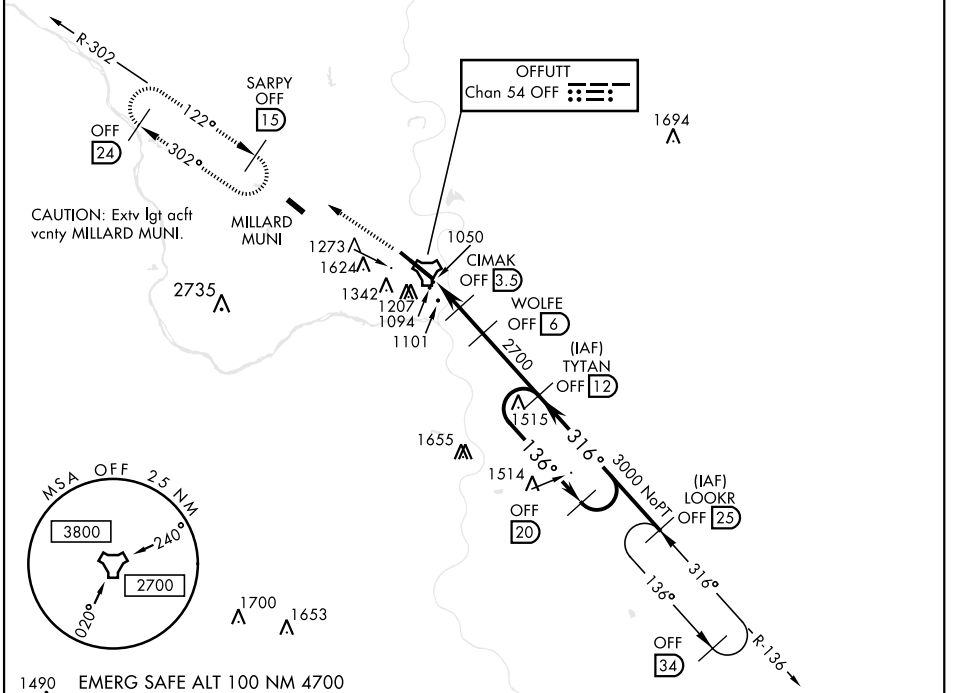 R-302
SARPY
OFF
15
122°
302°
OFF
24
OFFUTT
Chan 54 OFF
1694
CAUTION: Extv lgt acft
vcnty MILLARD MUNI.
MILLARD
MUNI
1273
1624
1342
1207
1094
1101
1050
CIMAK
OFF 3.5
WOLFE
OFF 6
2735
2700
(IAF)
TYTAN
OFF 12
1515
316°
136°
1655
1514
3000 NoPT
(IAF)
LOOKR
OFF 25
OFF
20
MSA OFF 25 NM
3800
240°
2700
020°
316°
136°
1700
1653
OFF
34
R-136
1490 EMERG SAFE ALT 100 NM 4700